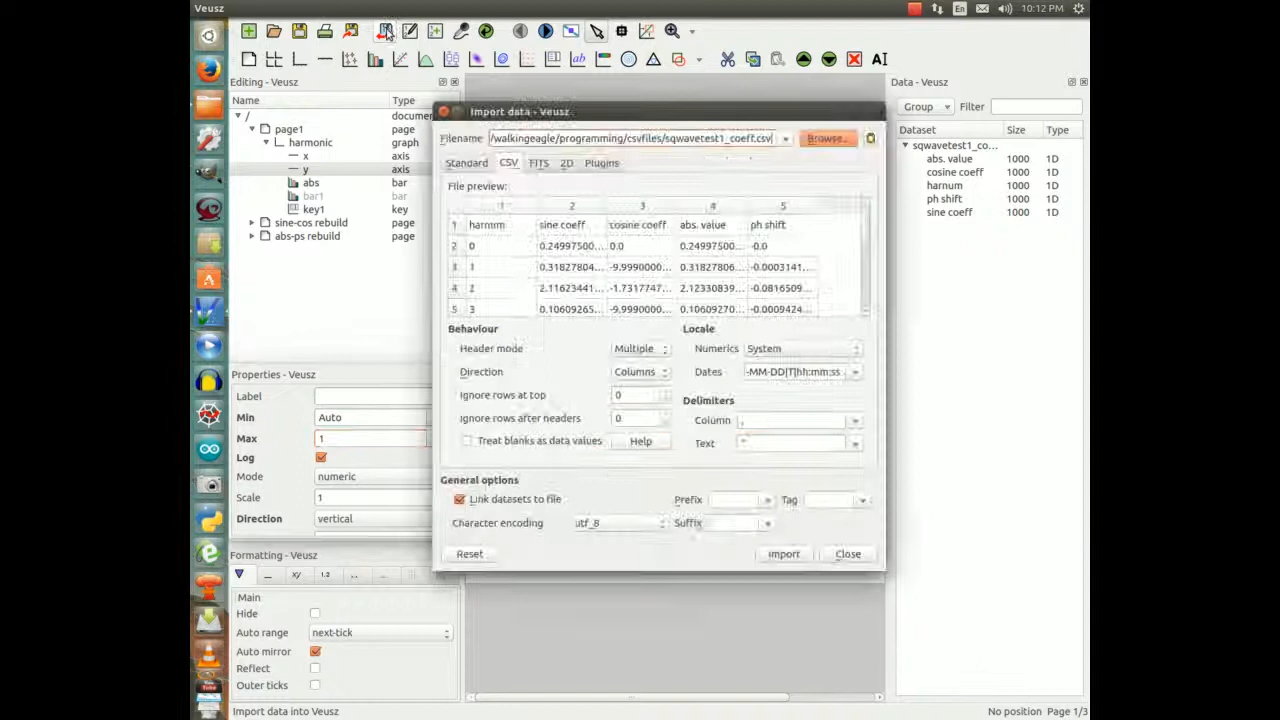 Veusz
En
10:12 PM
Editing - Veusz
Name Type
/ docume
page1 page
harmonic graph
x axis
y axis
abs bar
bar1 bar
key1 key
sine-cos rebuild page
abs-ps rebuild page
Properties - Veusz
Label
Min Auto
Max 1
Log
Mode numeric
Scale 1
Direction vertical
Formatting - Veusz
Main
Hide
Auto range next-tick
Auto mirror
Reflect
Outer ticks
Import data into Veusz
Import data - Veusz
Filename /walkingeagle/programming/csvfiles/sqwavetest1_coeff.csv Browse...
Standard CSV FITS 2D Plugins
File preview:
1 2 3 4 5
1 harnum sine coeff cosine coeff abs. value ph shift
2 0 0.24997500... 0.0 0.24997500... -0.0
3 1 0.31827804... -9.9990000... 0.31827806... -0.0003141...
4 2 2.11623441... -1.7317747... 2.12330839... -0.0816509...
5 3 0.10609265... -9.9990000... 0.10609270... -0.0009424...
Behaviour
Header mode Multiple
Direction Columns
Ignore rows at top 0
Ignore rows after headers 0
Treat blanks as data values Help
Locale
Numerics System
Dates -MM-DD|T|hh:mm:ss
Delimiters
Column ,
Text "
General options
Link datasets to file Prefix Tag
Character encoding utf_8 Suffix
Reset Import Close
Data - Veusz
Group Filter
Dataset Size Type
sqwavetest1_co...
abs. value 1000 1D
cosine coeff 1000 1D
harnum 1000 1D
ph shift 1000 1D
sine coeff 1000 1D
No position Page 1/3